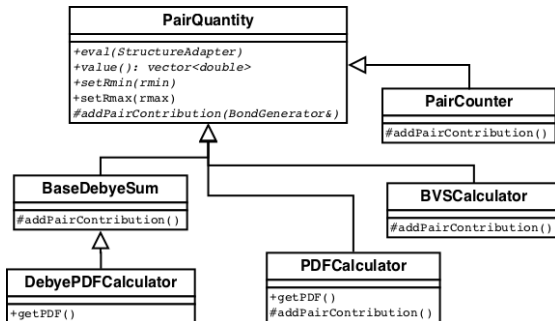 PairQuantity
+eval(StructureAdapter)
+value(): vector<double>
+setRmin(rmin)
+setRmax(rmax)
#addPairContribution(BondGenerator&)
PairCounter
#addPairContribution()
BaseDebyeSum
#addPairContribution()
BVSCalculator
#addPairContribution()
DebyePDFCalculator
+getPDF()
PDFCalculator
+getPDF()
#addPairContribution()